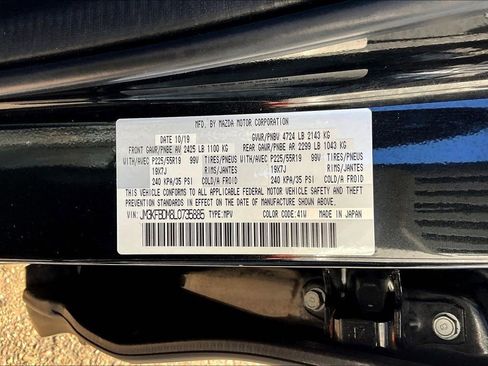 MFD. BY MAZDA MOTOR CORPORATION
DATE 10/19 GVWR/PNBV 4724 LB 2143 KG
FRONT GAWR/PNBE AV 2425 LB 1100 KG REAR GAWR/PNBE AR 2299 LB 1043 KG
WITH/AVEC P225/55R19 99V TIRES/PNEUS WITH/AVEC P225/55R19 99V TIRES/PNEUS
19X7J RIMS/JANTES 19X7J RIMS/JANTES
240 KPA/35 PSI COLD/A FROID 240 KPA/35 PSI COLD/A FROID
THIS VEHICLE CONFORMS TO ALL APPLICABLE FEDERAL MOTOR VEHICLE SAFETY,
BUMPER, AND THEFT PREVENTION STANDARDS IN EFFECT ON THE DATE OF MANUFACTURE SHOWN ABOVE.
VIN: JM3KFBDM8L0735885 TYPE:MPV COLOR CODE:41W MADE IN JAPAN